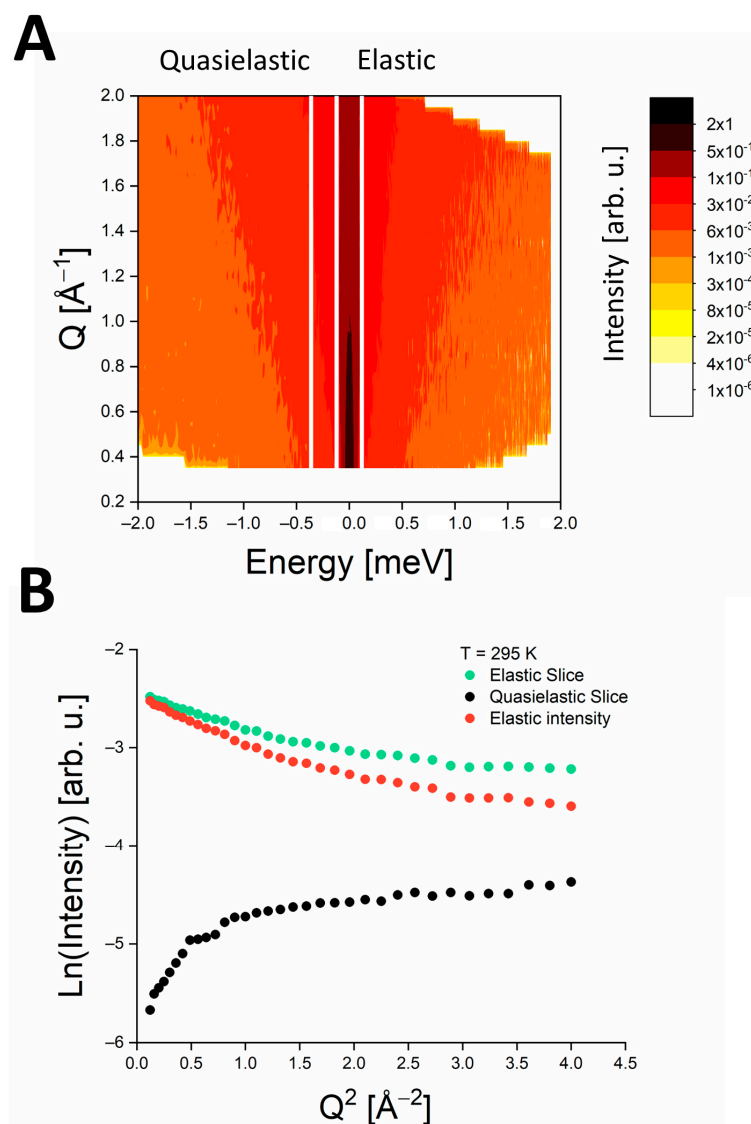 A
Quasielastic Elastic
2.0
1.8
1.6
1.4
1.2
1.0
0.8
0.6
0.4
0.2
Q [Å⁻¹]
−2.0 −1.5 −1.0 −0.5 0.0 0.5 1.0 1.5 2.0
Energy [meV]
Intensity [arb. u.]
2x1
5x10⁻¹
1x10⁻¹
3x10⁻²
6x10⁻³
1x10⁻³
3x10⁻⁴
8x10⁻⁵
2x10⁻⁵
4x10⁻⁶
1x10⁻⁶
B
−2
−3
−4
−5
−6
Ln(Intensity) [arb. u.]
T = 295 K
Elastic Slice
Quasielastic Slice
Elastic intensity
0.0 0.5 1.0 1.5 2.0 2.5 3.0 3.5 4.0 4.5
Q² [Å⁻²]